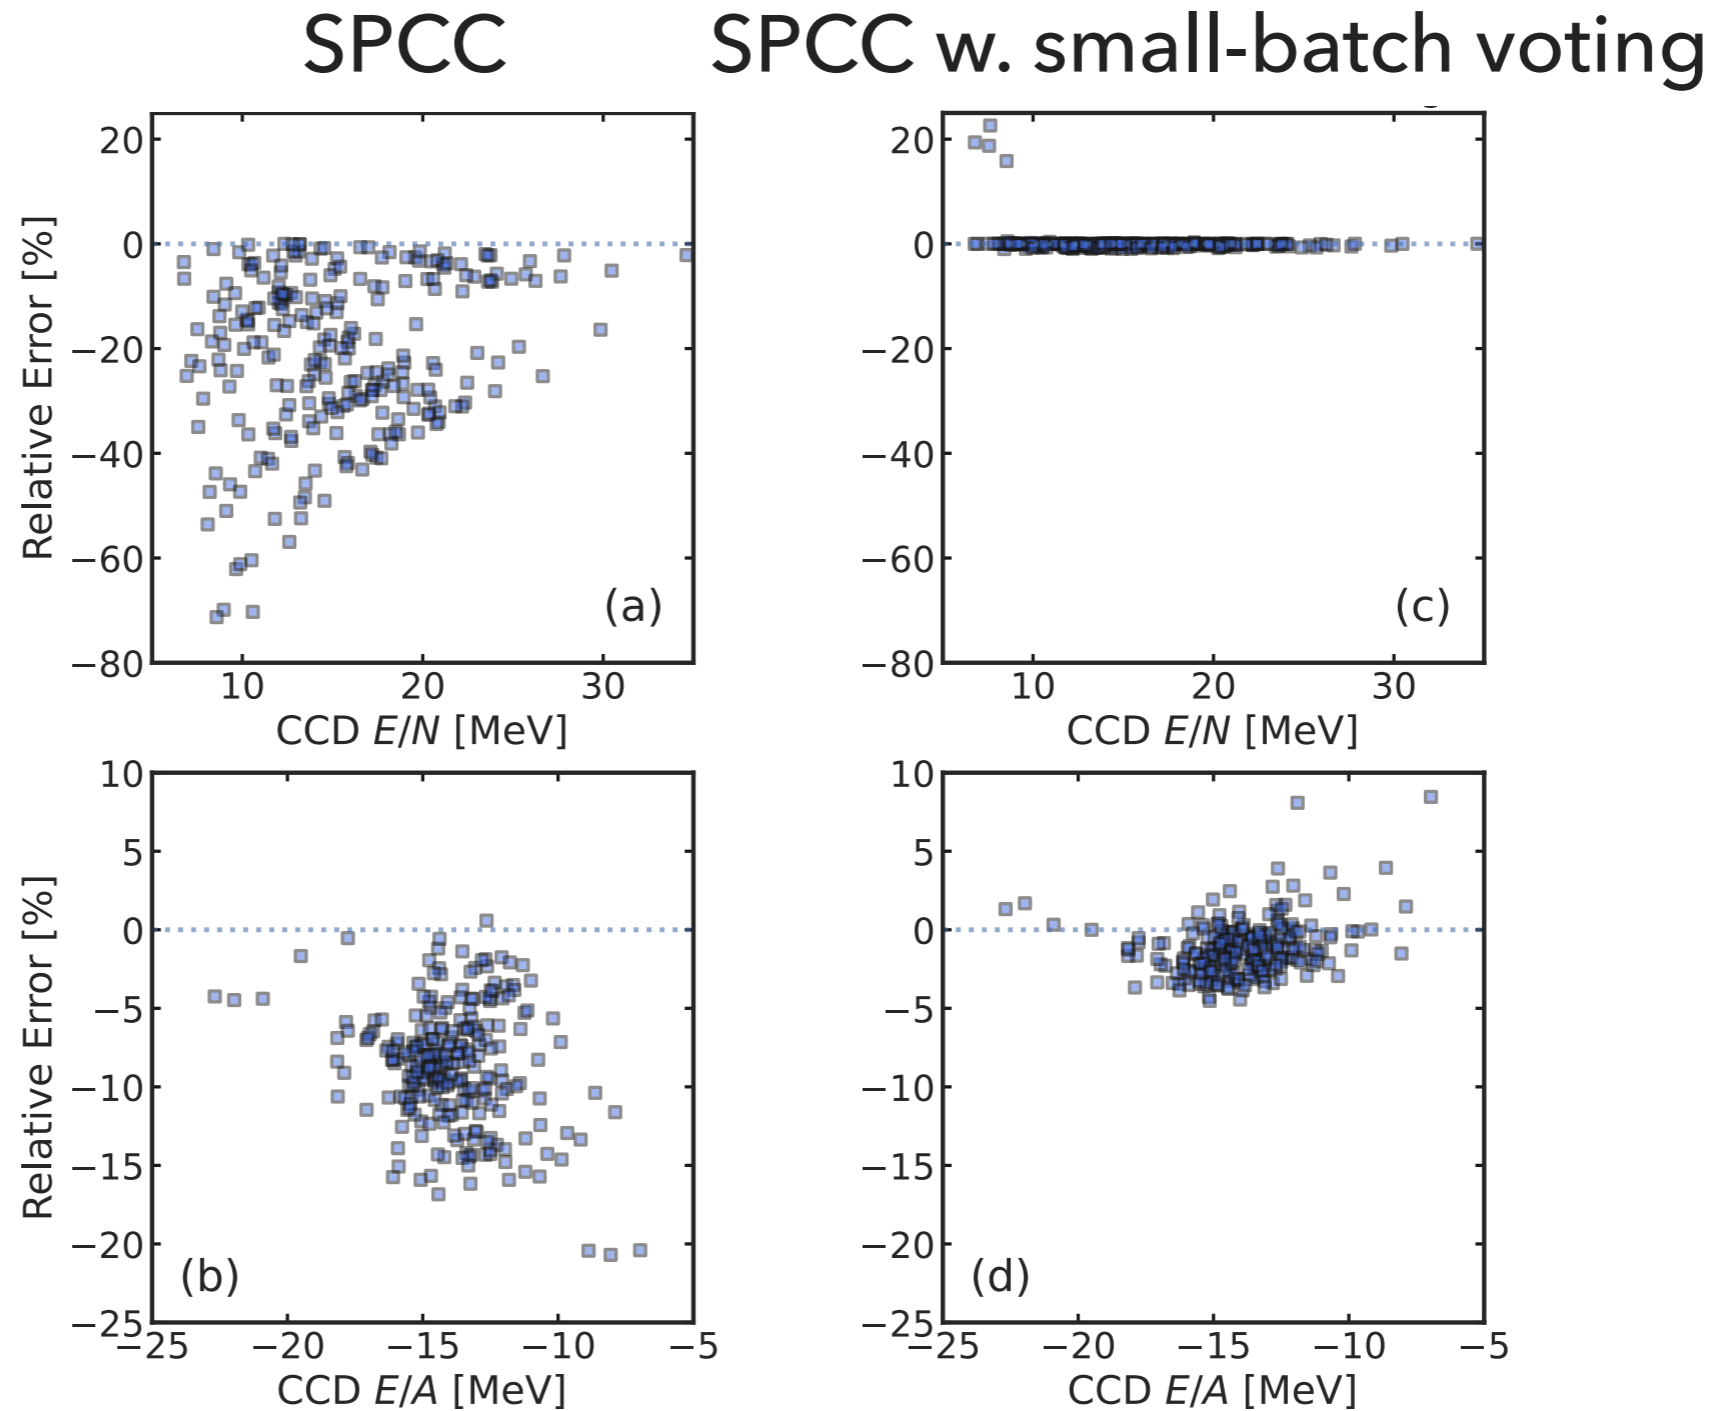 SPCC
SPCC w. small-batch voting
Relative Error [%]
20
0
−20
−40
−60
−80
(a)
10 20 30
CCD E/N [MeV]
20
0
−20
−40
−60
−80
(c)
10 20 30
CCD E/N [MeV]
Relative Error [%]
10
5
0
−5
−10
−15
−20
−25
(b)
−25 −20 −15 −10 −5
CCD E/A [MeV]
10
5
0
−5
−10
−15
−20
−25
(d)
−25 −20 −15 −10 −5
CCD E/A [MeV]